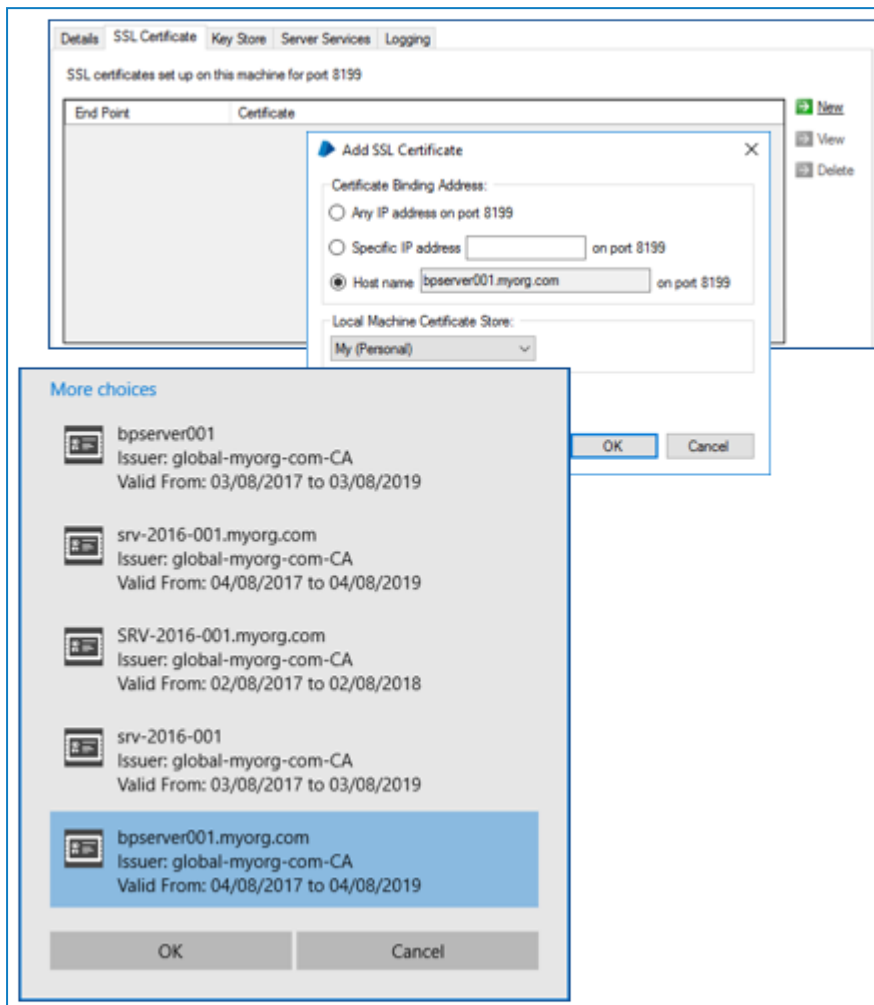 Details SSL Certificate Key Store Server Services Logging
SSL certificates set up on this machine for port 8199
End Point Certificate
New
View
Delete
Add SSL Certificate
Certificate Binding Address:
Any IP address on port 8199
Specific IP address on port 8199
Host name bpserver001.myorg.com on port 8199
Local Machine Certificate Store:
My (Personal)
OK Cancel
More choices
bpserver001
Issuer: global-myorg-com-CA
Valid From: 03/08/2017 to 03/08/2019
srv-2016-001.myorg.com
Issuer: global-myorg-com-CA
Valid From: 04/08/2017 to 04/08/2019
SRV-2016-001.myorg.com
Issuer: global-myorg-com-CA
Valid From: 02/08/2017 to 02/08/2018
srv-2016-001
Issuer: global-myorg-com-CA
Valid From: 03/08/2017 to 03/08/2019
bpserver001.myorg.com
Issuer: global-myorg-com-CA
Valid From: 04/08/2017 to 04/08/2019
OK Cancel